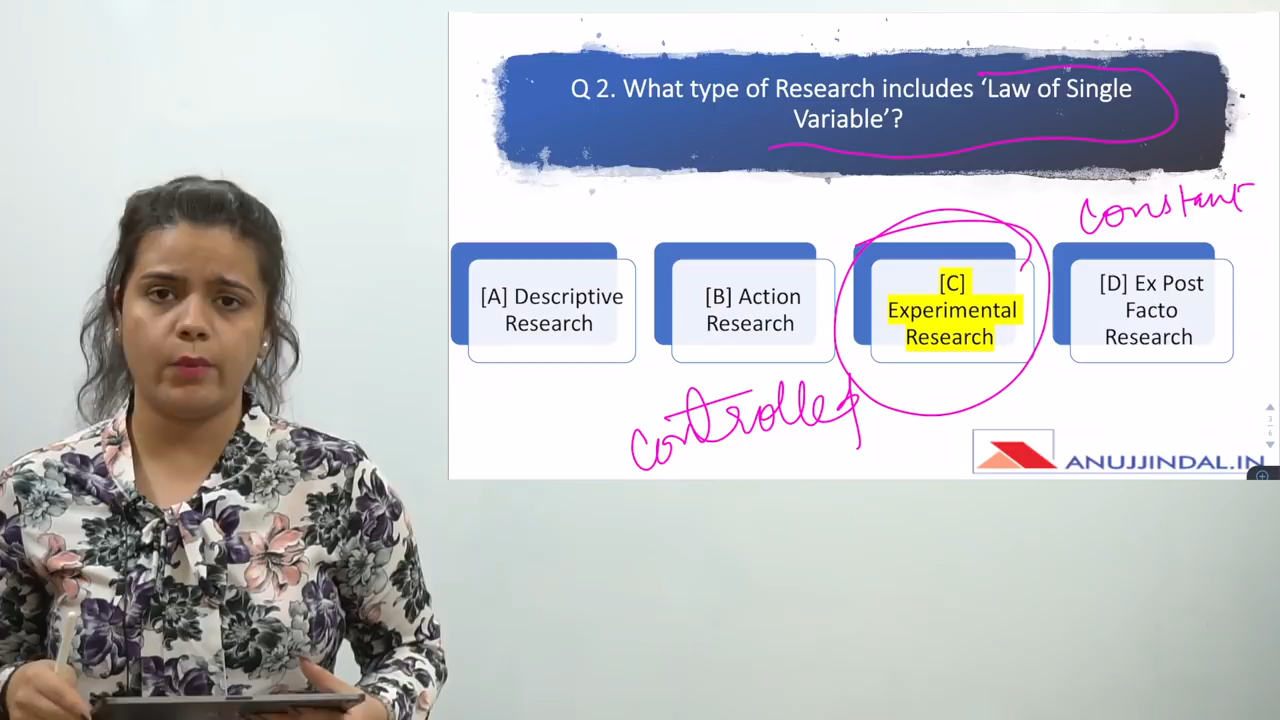 Q 2. What type of Research includes ‘Law of Single
Variable’?
constant
[A] Descriptive
Research
[B] Action
Research
[C]
Experimental
Research
[D] Ex Post
Facto
Research
controlled
ANUJJINDAL.IN